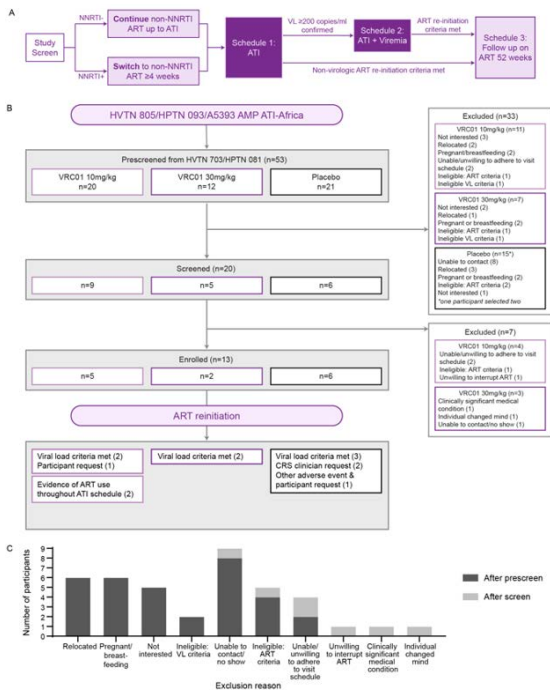 A
Study
Screen
NNRTI-
NNRTI+
Continue non-NNRTI
ART up to ATI
Switch to non-NNRTI
ART ≥4 weeks
Schedule 1:
ATI
VL ≥200 copies/ml
confirmed
Schedule 2:
ATI + Viremia
ART re-initiation
criteria met
Non-virologic ART re-initiation criteria met
Schedule 3:
Follow up on
ART 52 weeks
B
HVTN 805/HPTN 093/A5393 AMP ATI-Africa
Prescreened from HVTN 703/HPTN 081 (n=53)
VRC01 10mg/kg
n=20
VRC01 30mg/kg
n=12
Placebo
n=21
Excluded (n=33)
VRC01 10mg/kg (n=11)
Not interested (3)
Relocated (2)
Pregnant/breastfeeding (2)
Unable/unwilling to adhere to visit
schedule (2)
Ineligible: ART criteria (1)
Ineligible VL criteria (1)
VRC01 30mg/kg (n=7)
Not interested (2)
Relocated (1)
Pregnant or breastfeeding (2)
Ineligible: ART criteria (1)
Ineligible VL criteria (1)
Placebo (n=15*)
Unable to contact (8)
Relocated (3)
Pregnant or breastfeeding (2)
Ineligible: ART criteria (2)
Not interested (1)
*one participant selected two
Screened (n=20)
n=9
n=5
n=6
Excluded (n=7)
VRC01 10mg/kg (n=4)
Unable/unwilling to adhere to visit
schedule (2)
Ineligible: ART criteria (1)
Unwilling to interrupt ART (1)
VRC01 30mg/kg (n=3)
Clinically significant medical
condition (1)
Individual changed mind (1)
Unable to contact/no show (1)
Enrolled (n=13)
n=5
n=2
n=6
ART reinitiation
Viral load criteria met (2)
Participant request (1)
Evidence of ART use
throughout ATI schedule (2)
Viral load criteria met (2)
Viral load criteria met (3)
CRS clinician request (2)
Other adverse event &
participant request (1)
C
Number of participants
9
8
7
6
5
4
3
2
1
0
After prescreen
After screen
Relocated
Pregnant/
breast-
feeding
Not
interested
Ineligible:
VL criteria
Unable to
contact/
no show
Ineligible:
ART
criteria
Unable/
unwilling
to adhere
to visit
schedule
Unwilling
to interrupt
ART
Clinically
significant
medical
condition
Individual
changed
mind
Exclusion reason